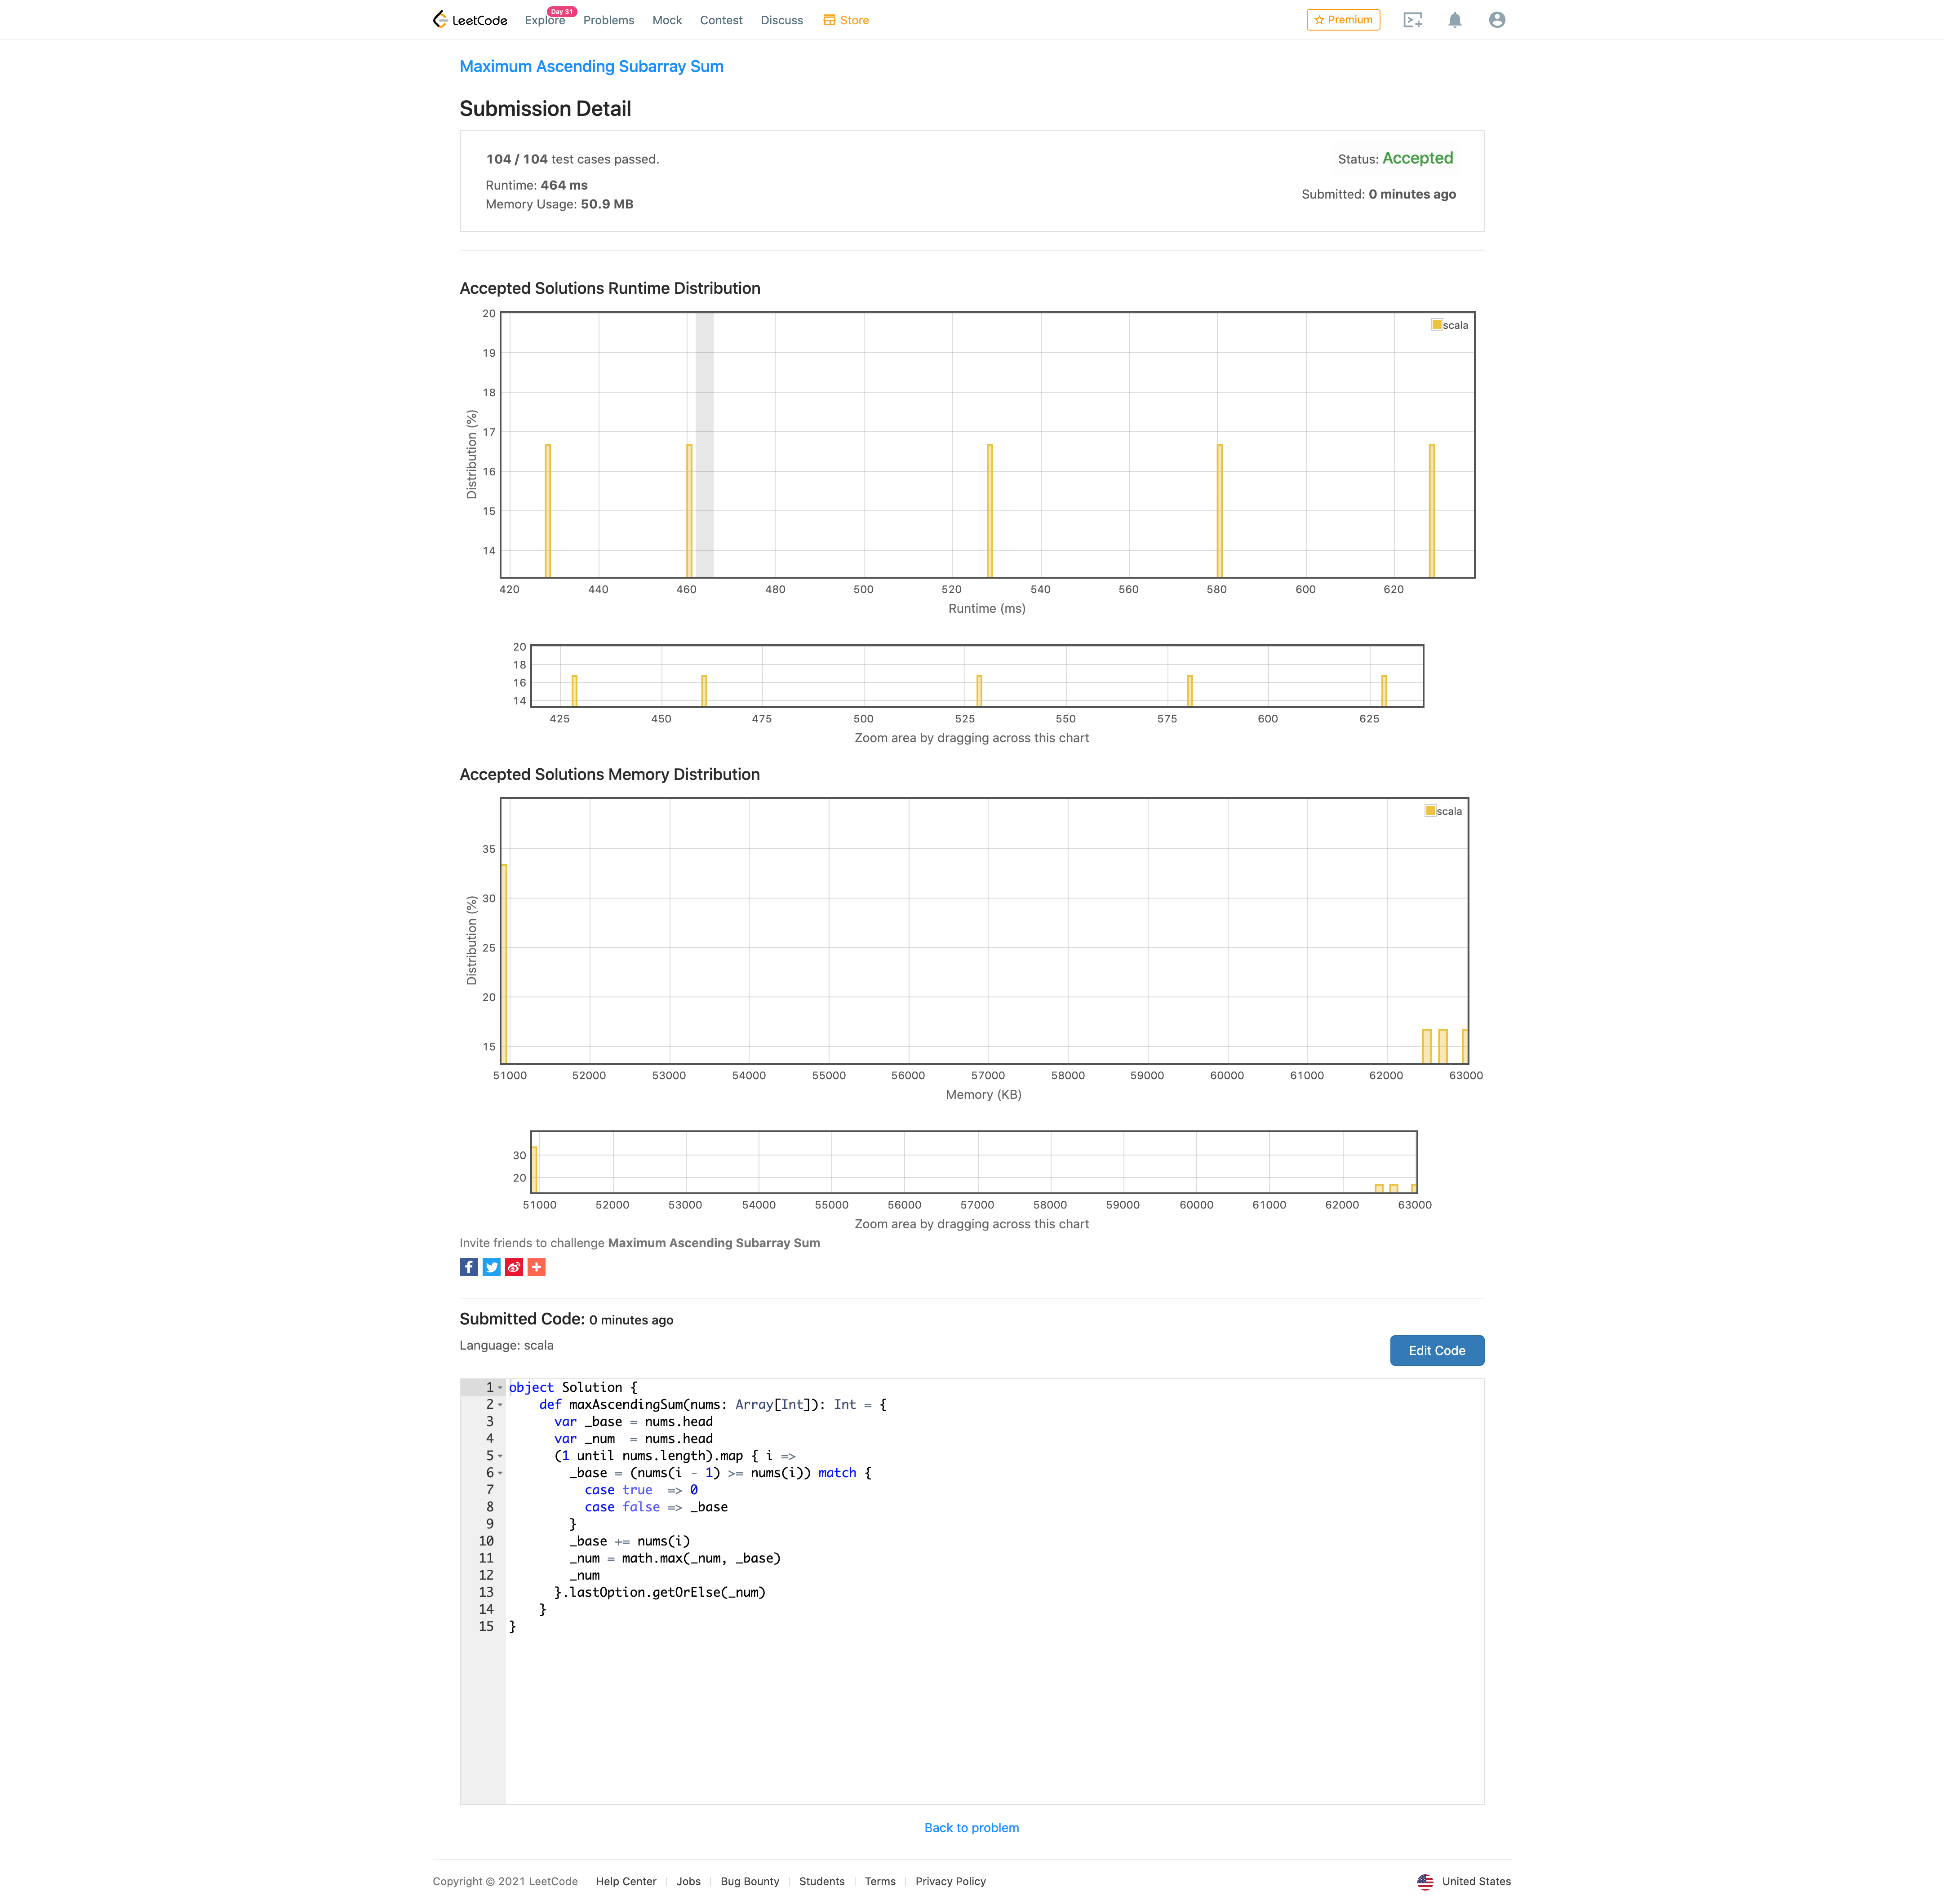 LeetCode Explore Day 31 Problems Mock Contest Discuss Store Premium
Maximum Ascending Subarray Sum
Submission Detail
104 / 104 test cases passed. Status: Accepted
Runtime: 464 ms
Submitted: 0 minutes ago
Memory Usage: 50.9 MB
Accepted Solutions Runtime Distribution
20
19
18
17
16
15
14
Distribution (%)
scala
420 440 460 480 500 520 540 560 580 600 620
Runtime (ms)
20
18
16
14
425 450 475 500 525 550 575 600 625
Zoom area by dragging across this chart
Accepted Solutions Memory Distribution
35
30
25
20
15
Distribution (%)
scala
51000 52000 53000 54000 55000 56000 57000 58000 59000 60000 61000 62000 63000
Memory (KB)
30
20
51000 52000 53000 54000 55000 56000 57000 58000 59000 60000 61000 62000 63000
Zoom area by dragging across this chart
Invite friends to challenge Maximum Ascending Subarray Sum
Submitted Code: 0 minutes ago
Language: scala
Edit Code
1 object Solution {
2     def maxAscendingSum(nums: Array[Int]): Int = {
3       var _base = nums.head
4       var _num  = nums.head
5       (1 until nums.length).map { i =>
6         _base = (nums(i - 1) >= nums(i)) match {
7           case true  => 0
8           case false => _base
9         }
10         _base += nums(i)
11         _num = math.max(_num, _base)
12         _num
13       }.lastOption.getOrElse(_num)
14     }
15 }
Back to problem
Copyright © 2021 LeetCode Help Center Jobs Bug Bounty Students Terms Privacy Policy United States